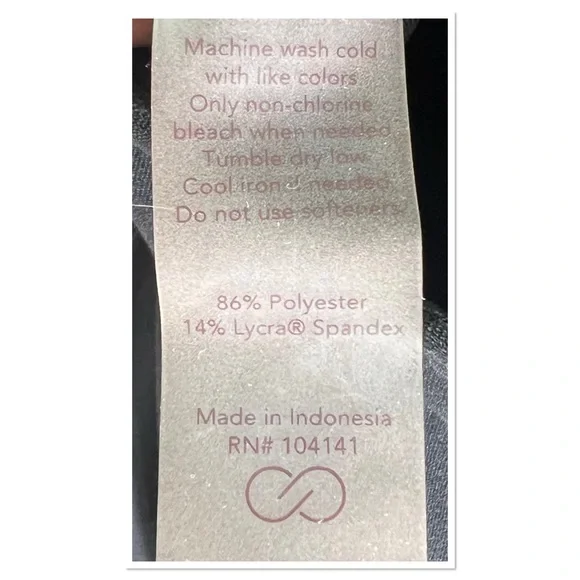 Machine wash cold
with like colors
Only non-chlorine
bleach when needed
Tumble dry low
Cool iron if needed
Do not use softeners
86% Polyester
14% Lycra® Spandex
Made in Indonesia
RN# 104141